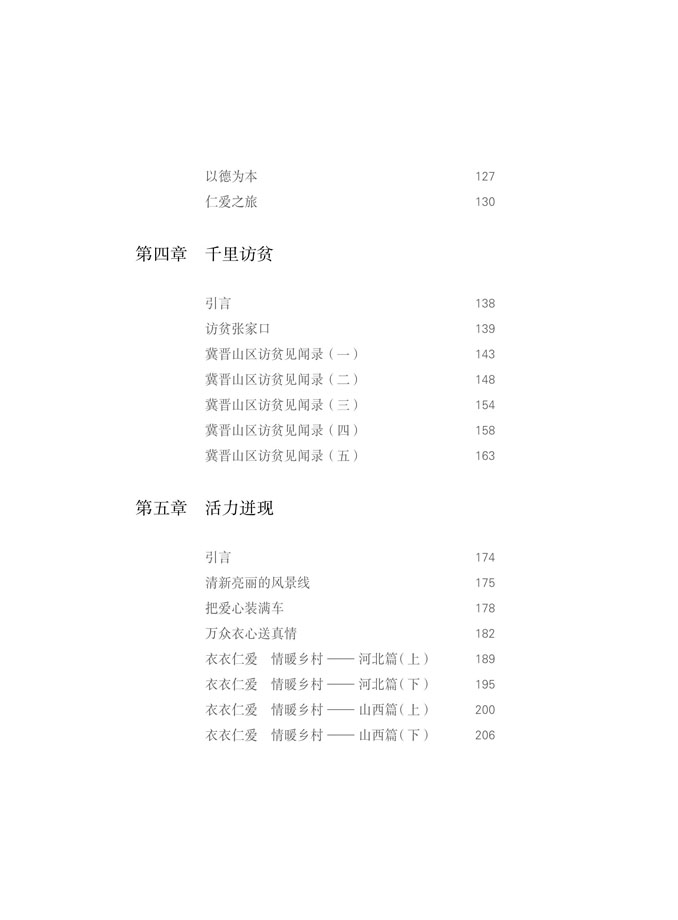 以德为本 127
仁爱之旅 130
第四章 千里访贫
引言 138
访贫张家口 139
冀晋山区访贫见闻录（一） 143
冀晋山区访贫见闻录（二） 148
冀晋山区访贫见闻录（三） 154
冀晋山区访贫见闻录（四） 158
冀晋山区访贫见闻录（五） 163
第五章 活力迸现
引言 174
清新亮丽的风景线 175
把爱心装满车 178
万众衣心送真情 182
衣衣仁爱 情暖乡村——河北篇（上） 189
衣衣仁爱 情暖乡村——河北篇（下） 195
衣衣仁爱 情暖乡村——山西篇（上） 200
衣衣仁爱 情暖乡村——山西篇（下） 206